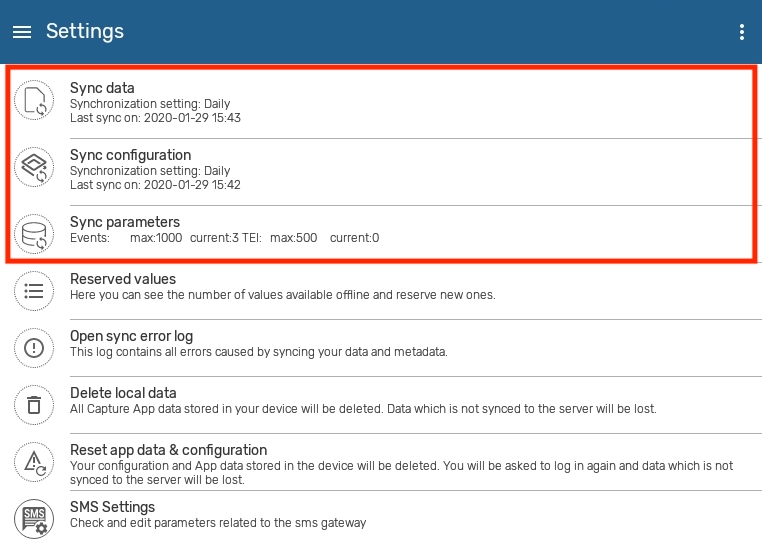 Settings
Sync data
Synchronization setting: Daily
Last sync on: 2020-01-29 15:43
Sync configuration
Synchronization setting: Daily
Last sync on: 2020-01-29 15:42
Sync parameters
Events: max:1000 current:3 TEI: max:500 current:0
Reserved values
Here you can see the number of values available offline and reserve new ones.
Open sync error log
This log contains all errors caused by syncing your data and metadata.
Delete local data
All Capture App data stored in your device will be deleted. Data which is not synced to the server will be lost.
Reset app data & configuration
Your configuration and App data stored in the device will be deleted. You will be asked to log in again and data which is not
synced to the server will be lost.
SMS
SMS Settings
Check and edit parameters related to the sms gateway